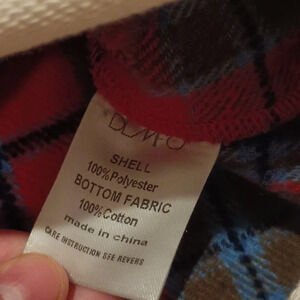 SHELL
100%Polyester
BOTTOM FABRIC
100%Cotton
made in china
CARE INSTRUCTION SEE REVERS